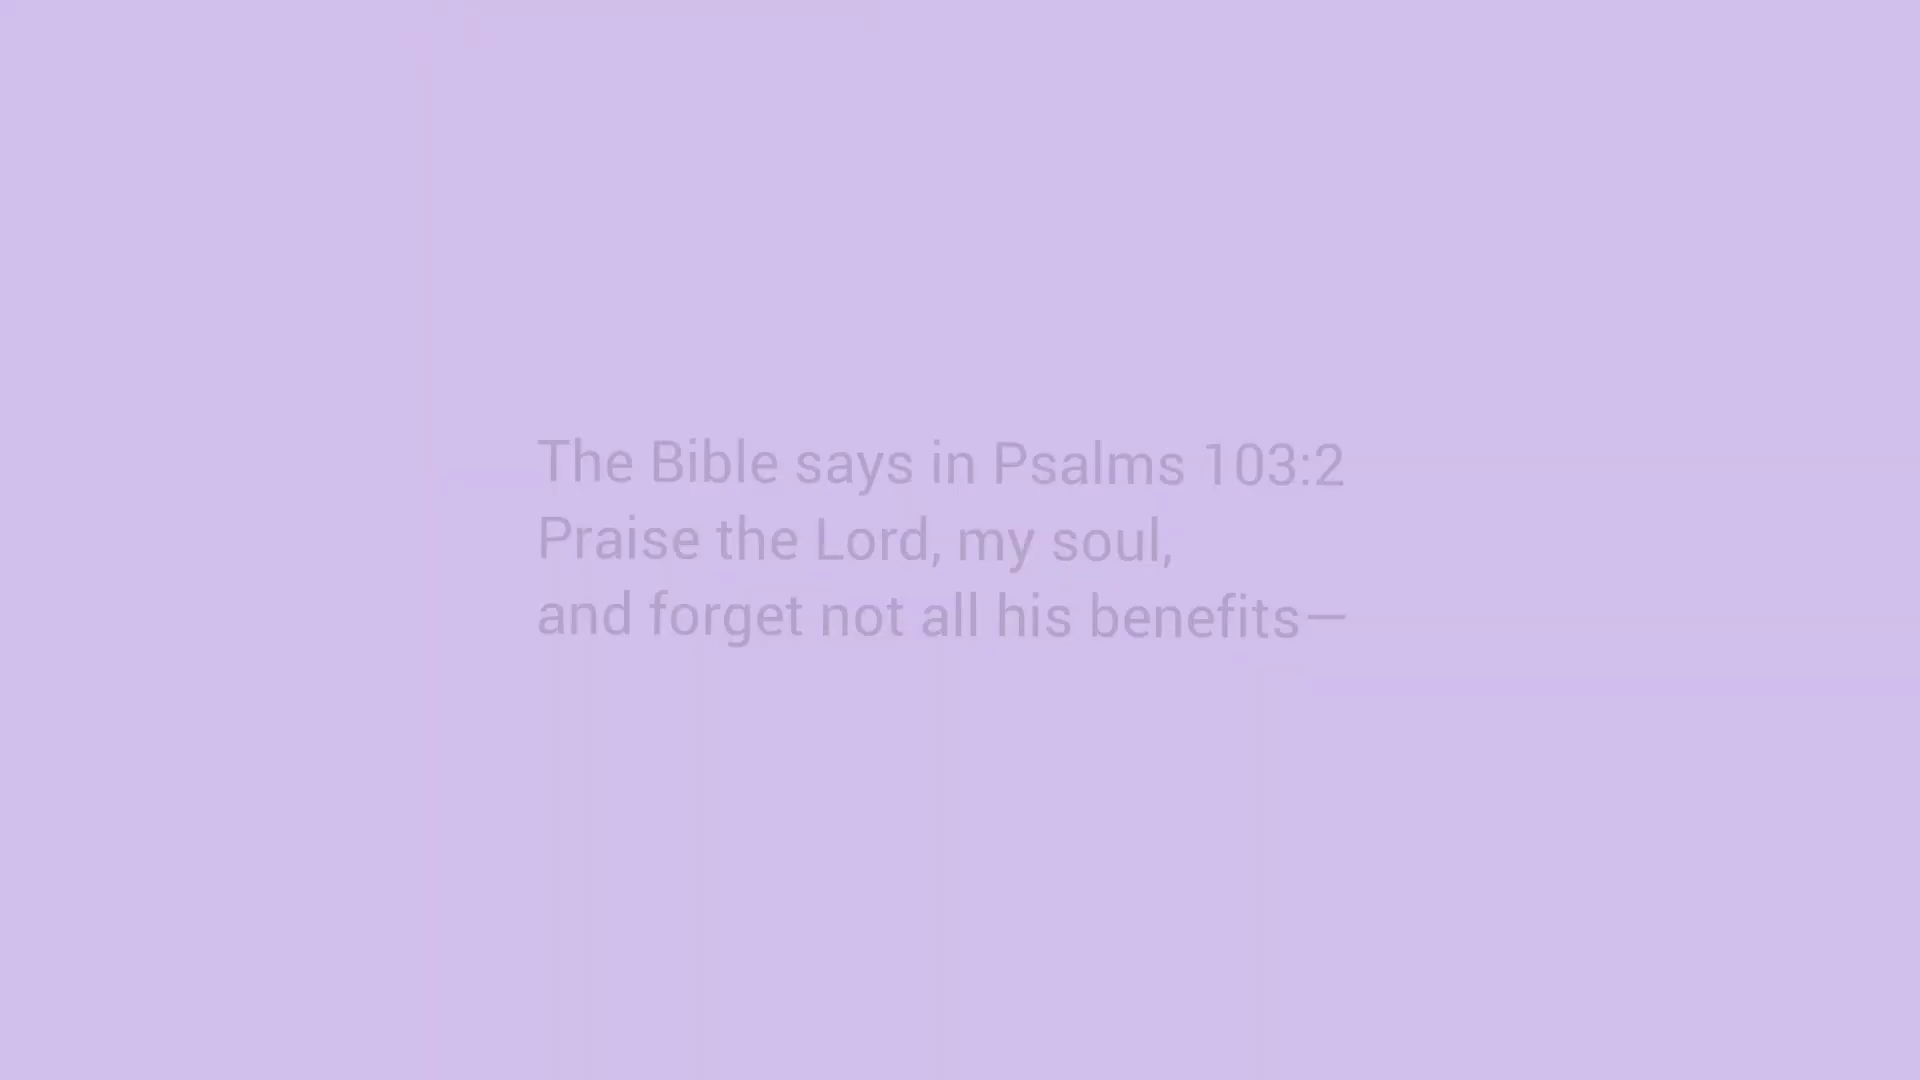 The Bible says in Psalms 103:2
Praise the Lord, my soul,
and forget not all his benefits—